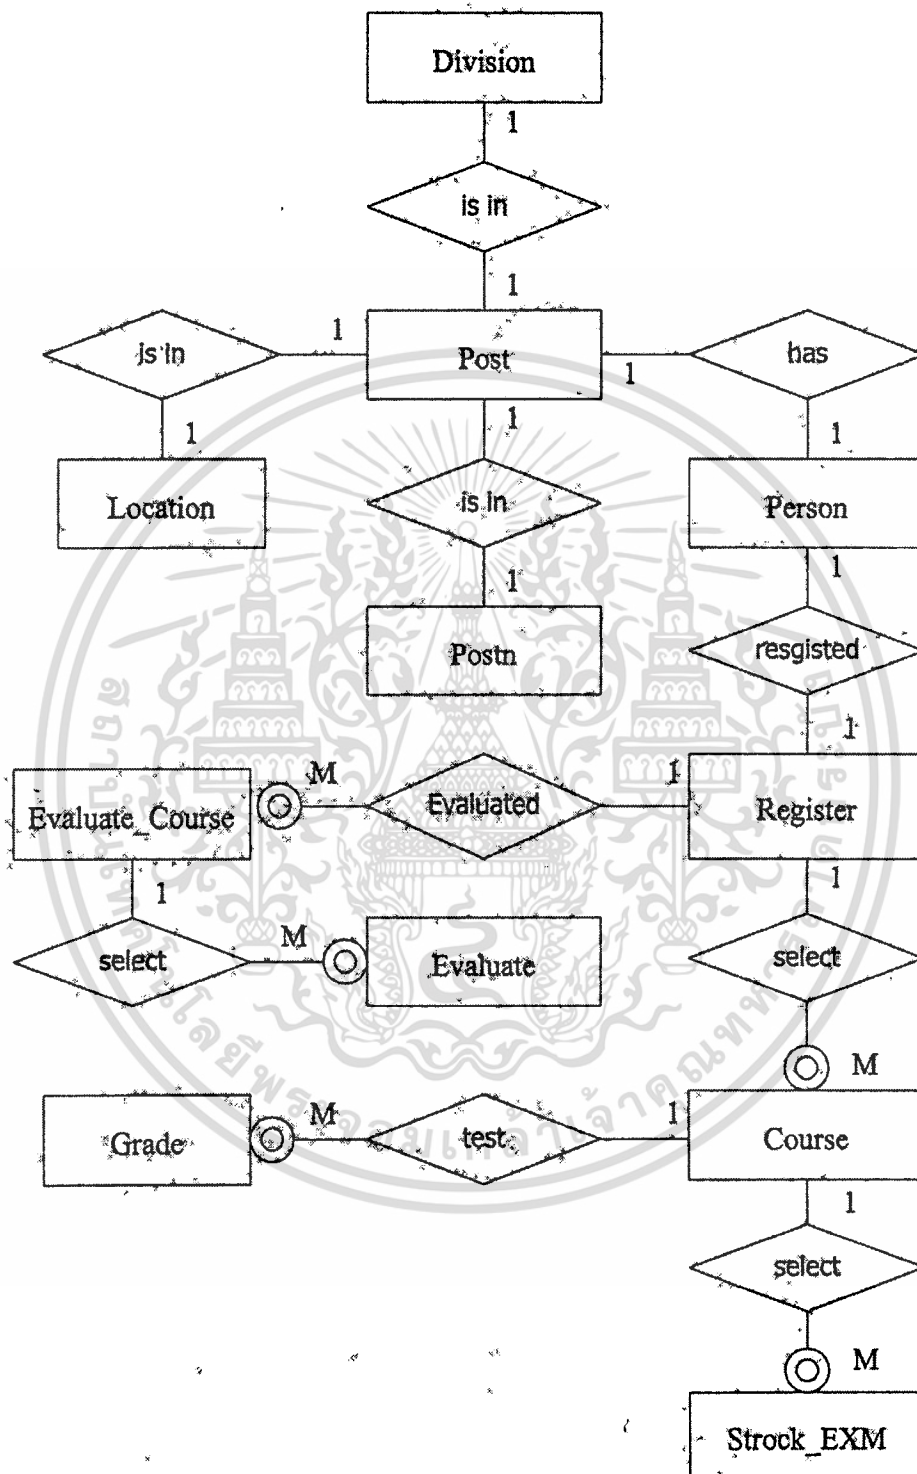 Division
1
is in
1
1
is in
Post
1
has
1
1
1
Location
is in
Person
1
1
Postn
resgisted
1
M
1
Evaluate_Course
Evaluated
Register
1
1
M
select
Evaluate
select
M
M
1
Grade
test
Course
1
select
M
Strock_EXM